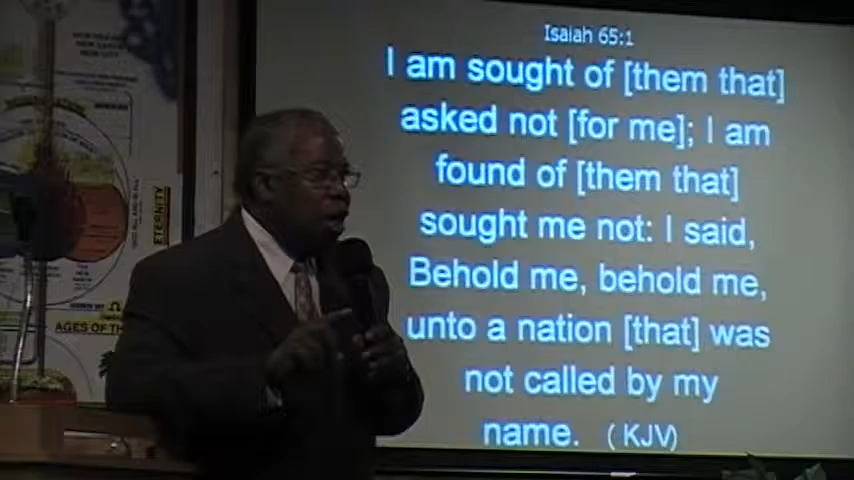 Isaiah 65:1
I am sought of [them that]
asked not [for me]; I am
found of [them that]
sought me not: I said,
Behold me, behold me,
unto a nation [that] was
not called by my
name. (KJV)
ETERNITY
AGES OF